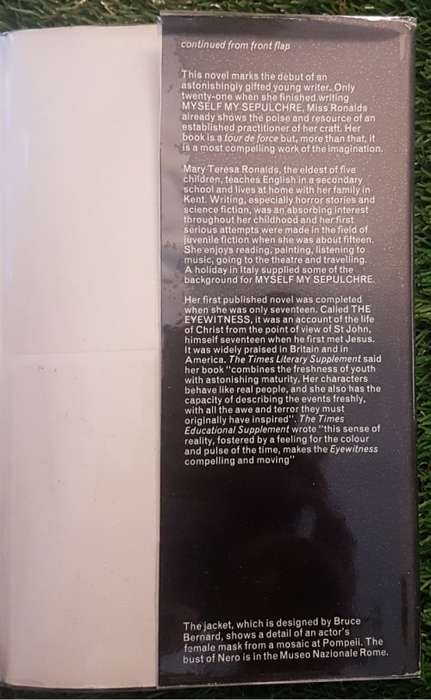 continued from front flap
This novel marks the debut of an
astonishingly gifted young writer. Only
twenty-one when she finished writing
MYSELF MY SEPULCHRE, Miss Ronalds
already shows the poise and resource of an
established practitioner of her craft. Her
book is a tour de force but, more than that, it
is a most compelling work of the imagination.
Mary Teresa Ronalds, the eldest of five
children, teaches English in a secondary
school and lives at home with her family in
Kent. Writing, especially horror stories and
science fiction, was an absorbing interest
throughout her childhood and her first
serious attempts were made in the field of
juvenile fiction when she was about fifteen.
She enjoys reading, painting, listening to
music, going to the theatre and travelling.
A holiday in Italy supplied some of the
background for MYSELF MY SEPULCHRE.
Her first published novel was completed
when she was only seventeen. Called THE
EYEWITNESS, it was an account of the life
of Christ from the point of view of St John,
himself seventeen when he first met Jesus.
It was widely praised in Britain and in
America. The Times Literary Supplement said
her book "combines the freshness of youth
with astonishing maturity. Her characters
behave like real people, and she also has the
capacity of describing the events freshly,
with all the awe and terror they must
originally have inspired". The Times
Educational Supplement wrote "this sense of
reality, fostered by a feeling for the colour
and pulse of the time, makes the Eyewitness
compelling and moving"
The jacket, which is designed by Bruce
Bernard, shows a detail of an actor's
female mask from a mosaic at Pompeii. The
bust of Nero is in the Museo Nazionale Rome.